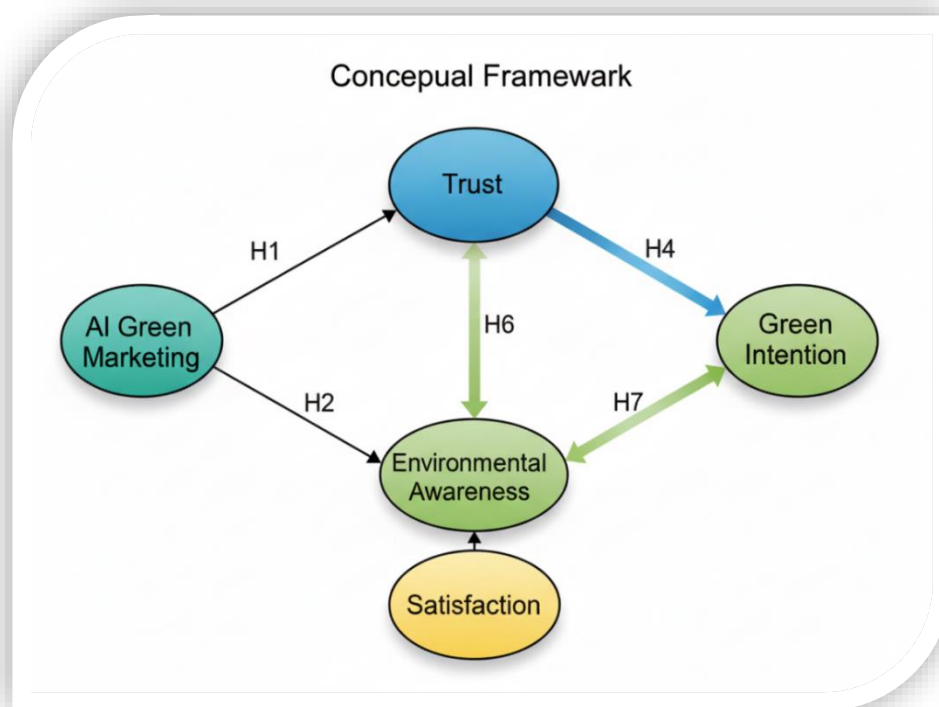 Concepual Framewark
Trust
H1
H4
AI Green
Marketing
H6
Green
Intention
H2
H7
Environmental
Awareness
Satisfaction